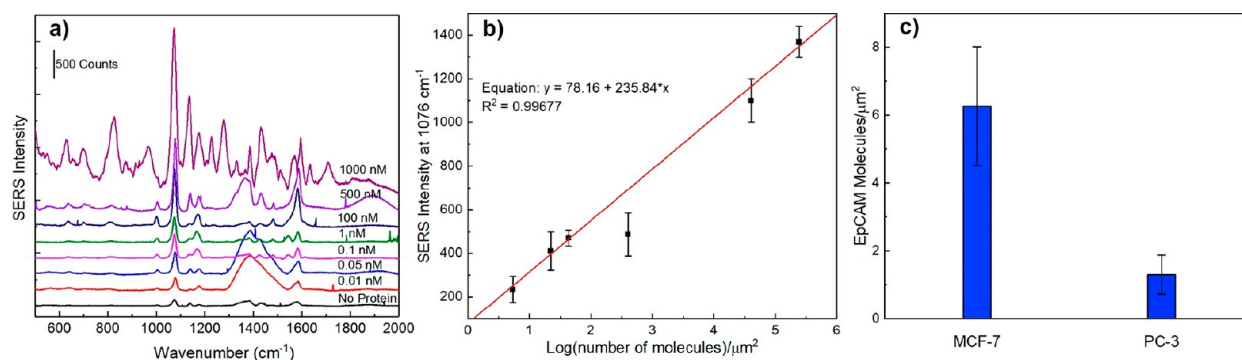 a)
500 Counts
SERS Intensity
1000 nM
500 nM
100 nM
1 nM
0.1 nM
0.05 nM
0.01 nM
No Protein
600 800 1000 1200 1400 1600 1800 2000
Wavenumber (cm⁻¹)
b)
SERS Intensity at 1076 cm⁻¹
1400
1200
1000
800
600
400
200
Equation: y = 78.16 + 235.84*x
R² = 0.99677
0 1 2 3 4 5 6
Log(number of molecules)/μm²
c)
EpCAM Molecules/μm²
8
6
4
2
0
MCF-7 PC-3